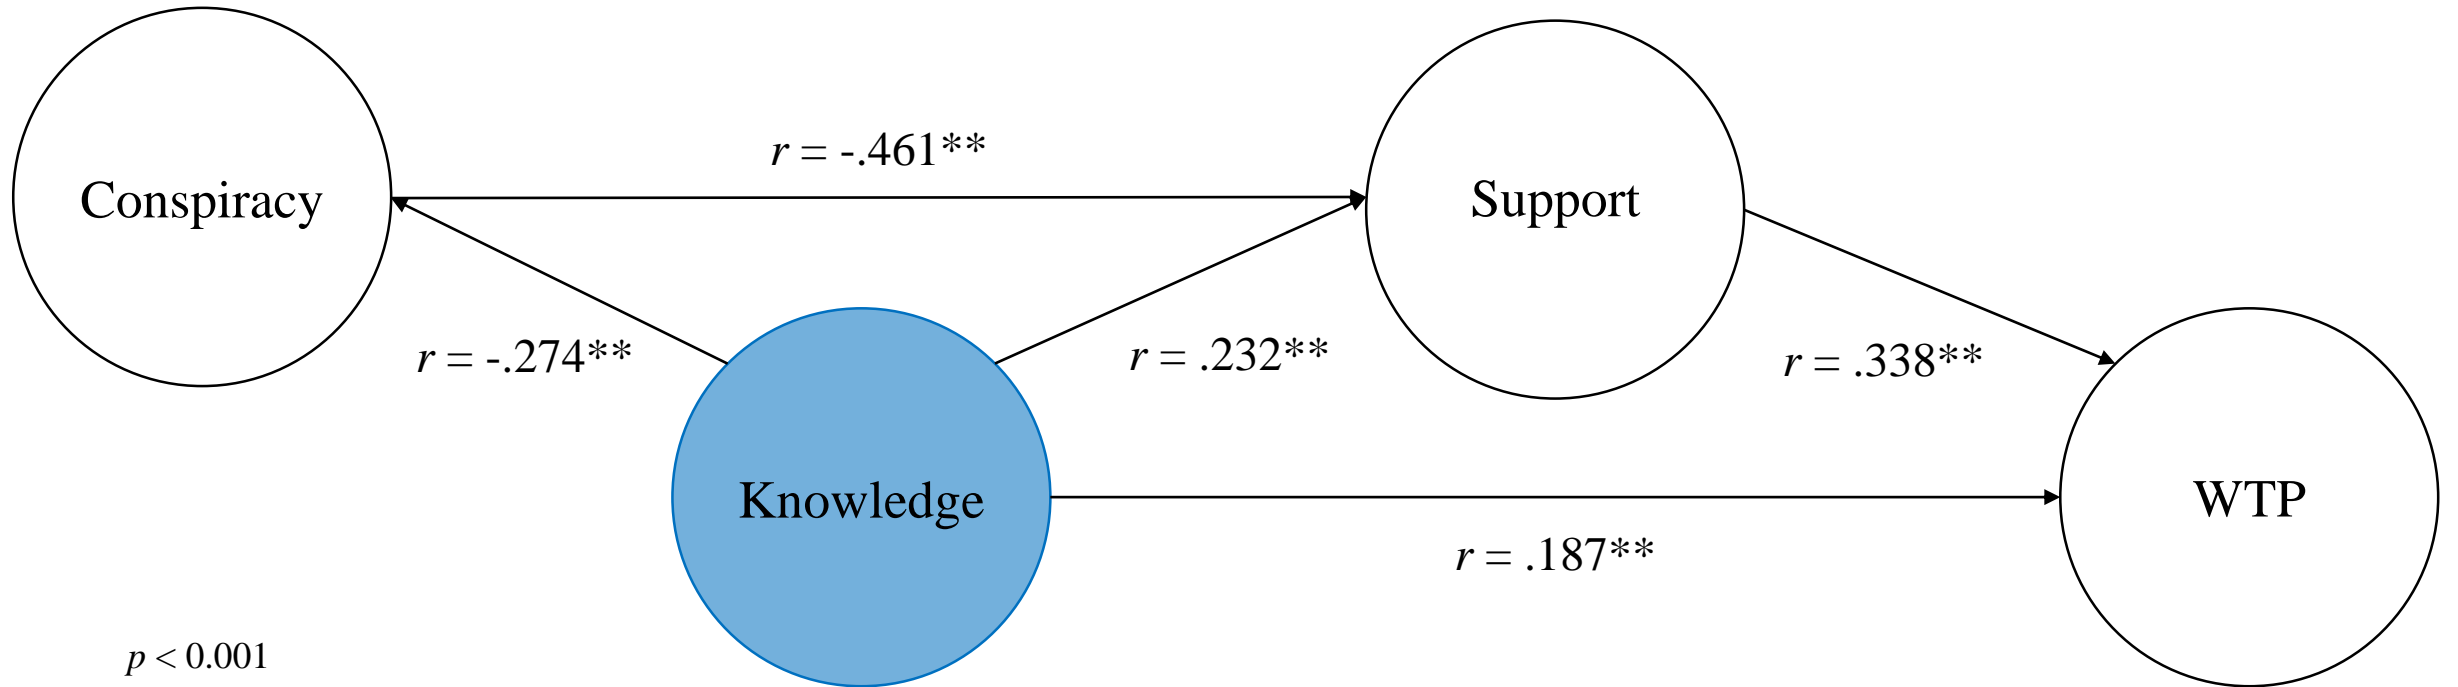 r = -.461**
Conspiracy
Support
r = -.274**
r = .232**
r = .338**
Knowledge
WTP
r = .187**
p < 0.001